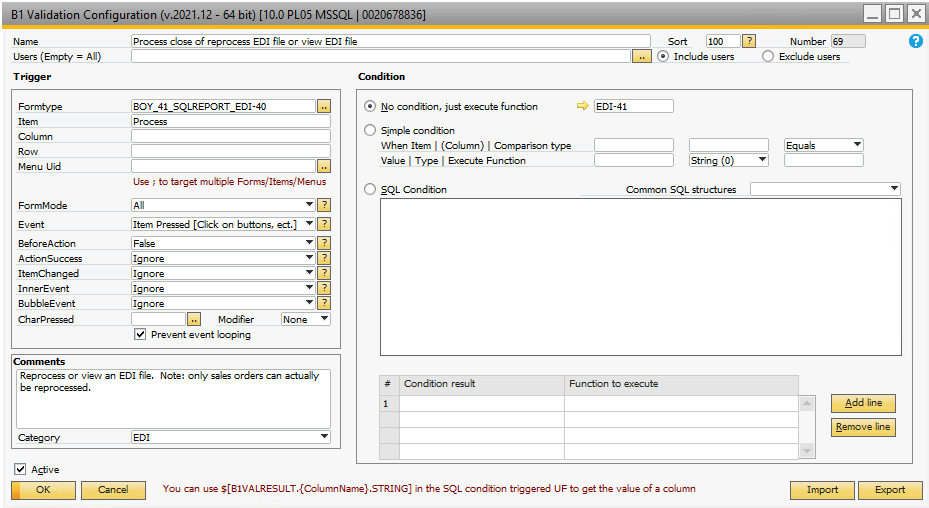 B1 Validation Configuration (v.2021.12 - 64 bit) [10.0 PL05 MSSQL | 0020678836]
Name Process close of reprocess EDI file or view EDI file Sort 100 ? Number 69 ?
Users (Empty = All) .. Include users Exclude users
Trigger
Formtype BOY_41_SQLREPORT_EDI-40 ..
Item Process
Column
Row
Menu Uid ..
Use ; to target multiple Forms/Items/Menus
FormMode All ?
Event Item Pressed [Click on buttons, ect.] ?
BeforeAction False ?
ActionSuccess Ignore ?
ItemChanged Ignore ?
InnerEvent Ignore ?
BubbleEvent Ignore ?
CharPressed .. Modifier None
Prevent event looping
Comments
Reprocess or view an EDI file. Note: only sales orders can actually
be reprocessed.
Category EDI
Condition
No condition, just execute function EDI-41
Simple condition
When Item | (Column) | Comparison type Equals
Value | Type | Execute Function String (0)
SQL Condition Common SQL structures
# Condition result Function to execute
1
Add line
Remove line
Active
OK Cancel You can use $[B1VALRESULT.{ColumnName}.STRING] in the SQL condition triggered UF to get the value of a column Import Export